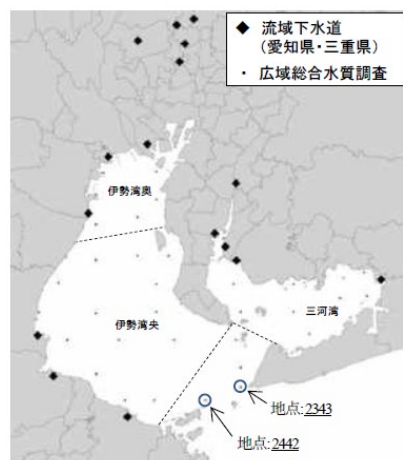 ◆ 流域下水道
(愛知県・三重県)
・ 広域総合水質調査
伊勢湾奥
伊勢湾央
三河湾
地点:2343
地点:2442